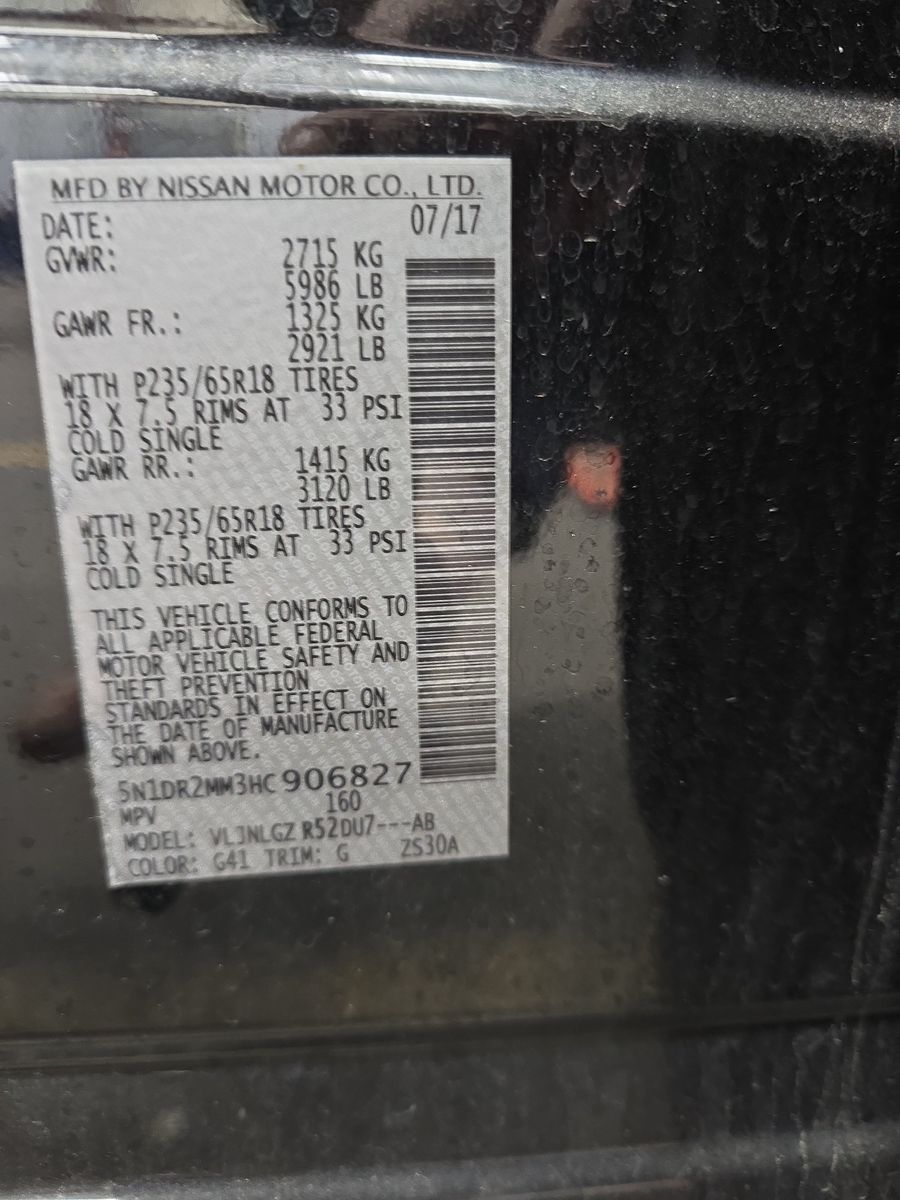 MFD BY NISSAN MOTOR CO., LTD.
DATE: 07/17
GVWR: 2715 KG
5986 LB
GAWR FR.: 1325 KG
2921 LB
WITH P235/65R18 TIRES
18 X 7.5 RIMS AT 33 PSI
COLD SINGLE
GAWR RR.: 1415 KG
3120 LB
WITH P235/65R18 TIRES
18 X 7.5 RIMS AT 33 PSI
COLD SINGLE
THIS VEHICLE CONFORMS TO
ALL APPLICABLE FEDERAL
MOTOR VEHICLE SAFETY AND
THEFT PREVENTION
STANDARDS IN EFFECT ON
THE DATE OF MANUFACTURE
SHOWN ABOVE.
5N1DR2MM3HC906827
MPV 160
MODEL: VLJNLGZ R52DU7---AB
COLOR: G41 TRIM: G ZS30A